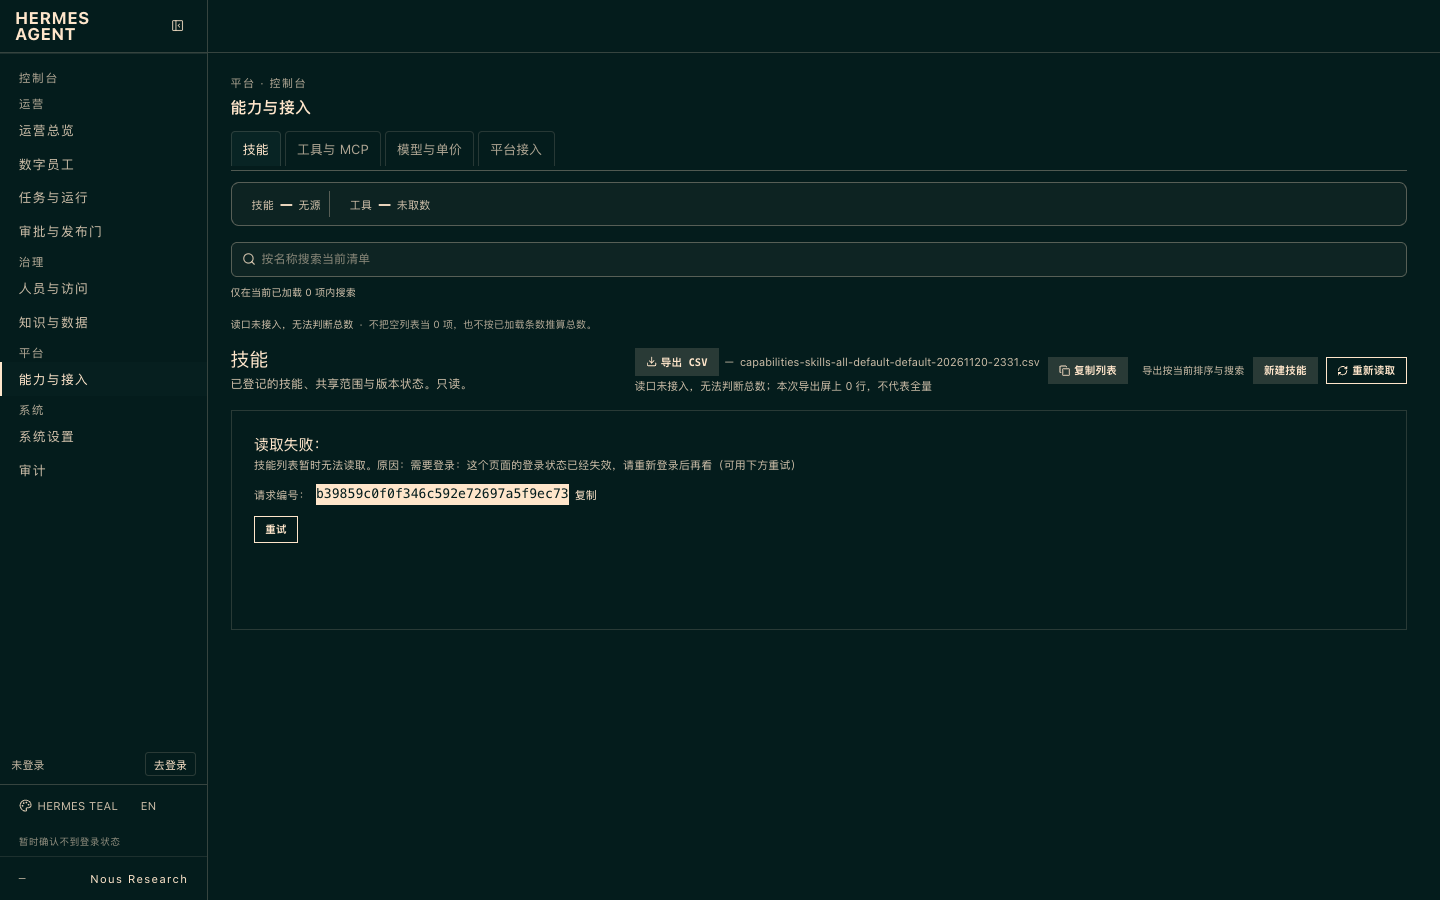 HERMES
AGENT
控制台
运营
运营总览
数字员工
任务与运行
审批与发布门
治理
人员与访问
知识与数据
平台
能力与接入
系统
系统设置
审计
未登录 去登录
HERMES TEAL EN
暂时确认不到登录状态
— Nous Research
平台 · 控制台
能力与接入
技能 工具与 MCP 模型与单价 平台接入
技能 — 无源 工具 — 未取数
按名称搜索当前清单
仅在当前已加载 0 项内搜索
读口未接入，无法判断总数 · 不把空列表当 0 项，也不按已加载条数推算总数。
技能
已登记的技能、共享范围与版本状态。只读。
导出 CSV — capabilities-skills-all-default-default-20261120-2331.csv
读口未接入，无法判断总数；本次导出屏上 0 行，不代表全量
复制列表 导出按当前排序与搜索 新建技能 重新读取
读取失败：
技能列表暂时无法读取。原因：需要登录：这个页面的登录状态已经失效，请重新登录后再看（可用下方重试）
请求编号： b39859c0f0f346c592e72697a5f9ec73 复制
重试